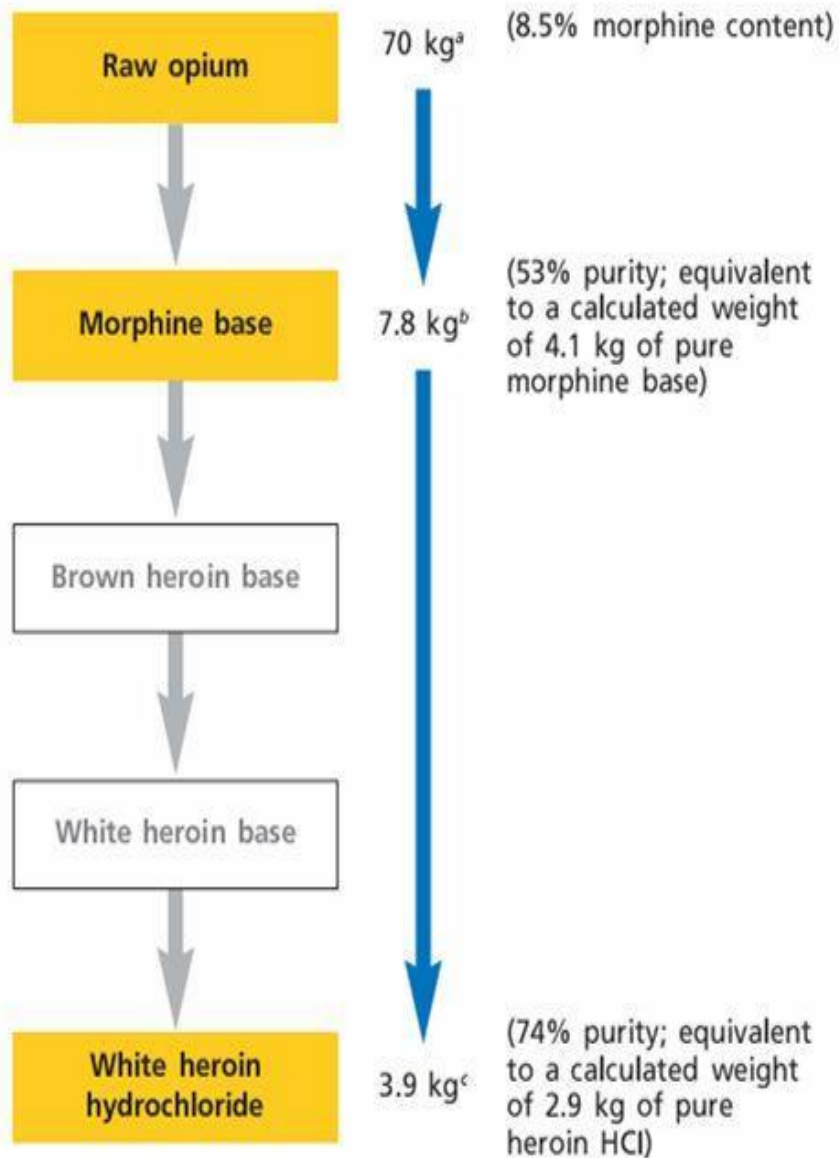 Raw opium
70 kgᵃ
(8.5% morphine content)
Morphine base
7.8 kgᵇ
(53% purity; equivalent
to a calculated weight
of 4.1 kg of pure
morphine base)
Brown heroin base
White heroin base
White heroin
hydrochloride
3.9 kgᶜ
(74% purity; equivalent
to a calculated weight
of 2.9 kg of pure
heroin HCl)